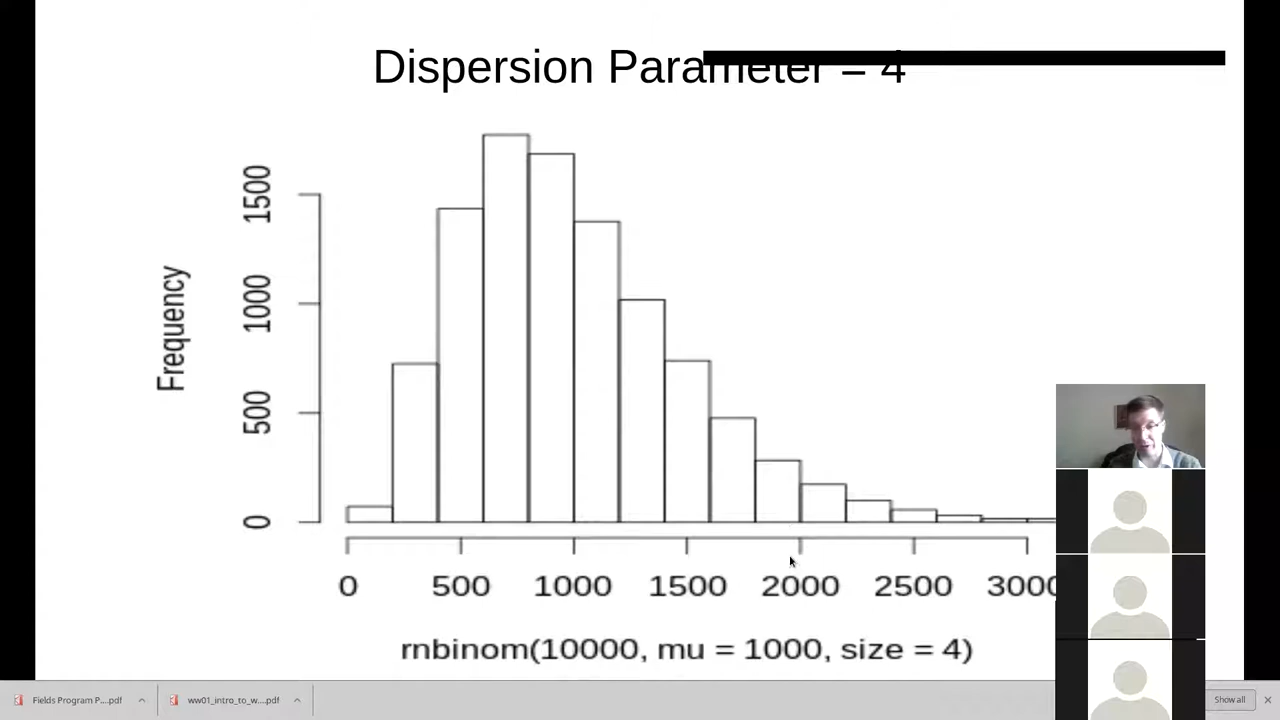 Dispersion Parameter = 4
1500
1000
500
0
Frequency
0 500 1000 1500 2000 2500 3000
rnbinom(10000, mu = 1000, size = 4)
Fields Program P....pdf
ww01_intro_to_w....pdf
Show all